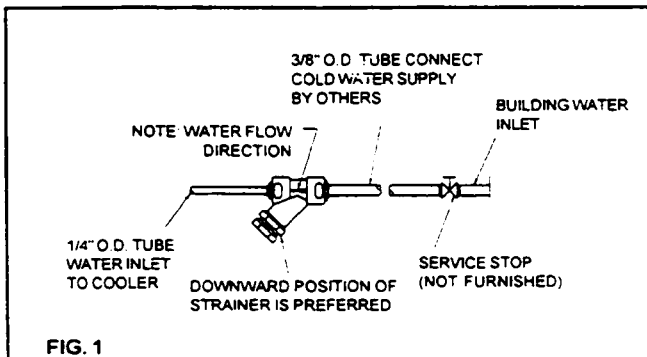 3/8" O.D. TUBE CONNECT
COLD WATER SUPPLY
BY OTHERS
BUILDING WATER
INLET
NOTE: WATER FLOW
DIRECTION
1/4" O.D. TUBE
WATER INLET
TO COOLER
DOWNWARD POSITION OF
STRAINER IS PREFERRED
SERVICE STOP
(NOT FURNISHED)
FIG. 1